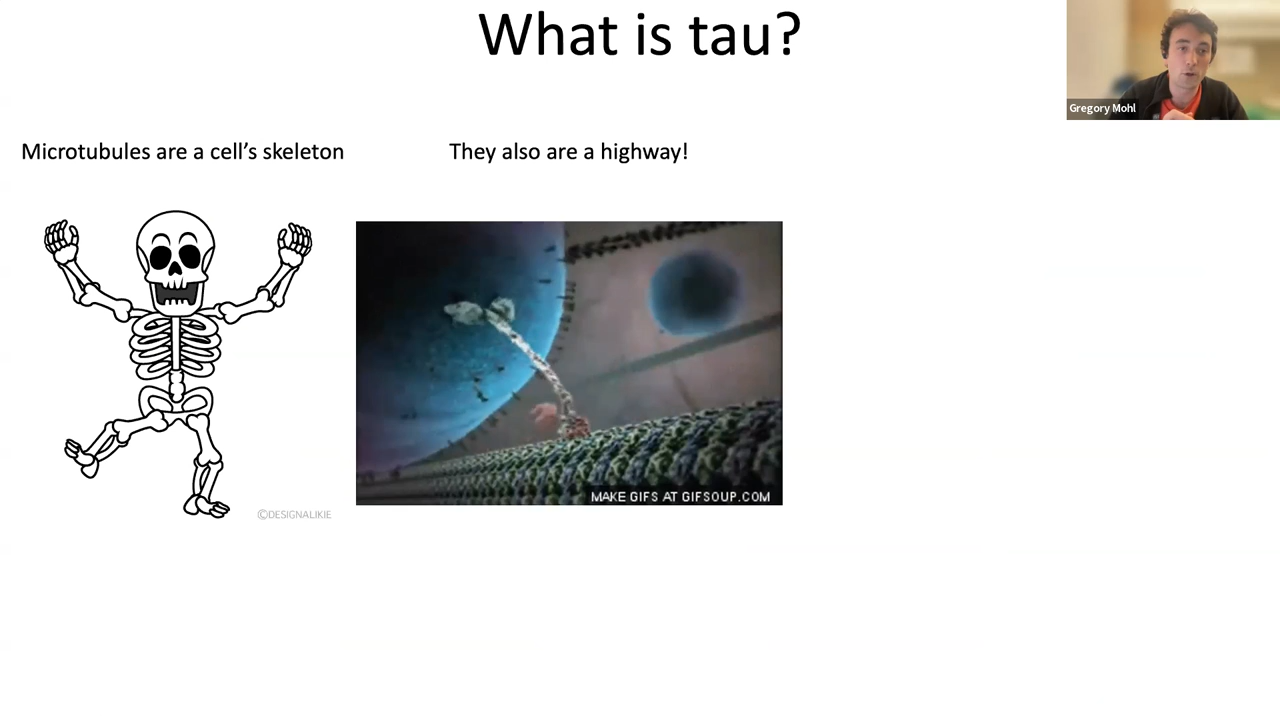 What is tau?
Gregory Mohl
Microtubules are a cell's skeleton
They also are a highway!
MAKE GIFS AT GIFSOUP.COM
©DESIGNALIKIE